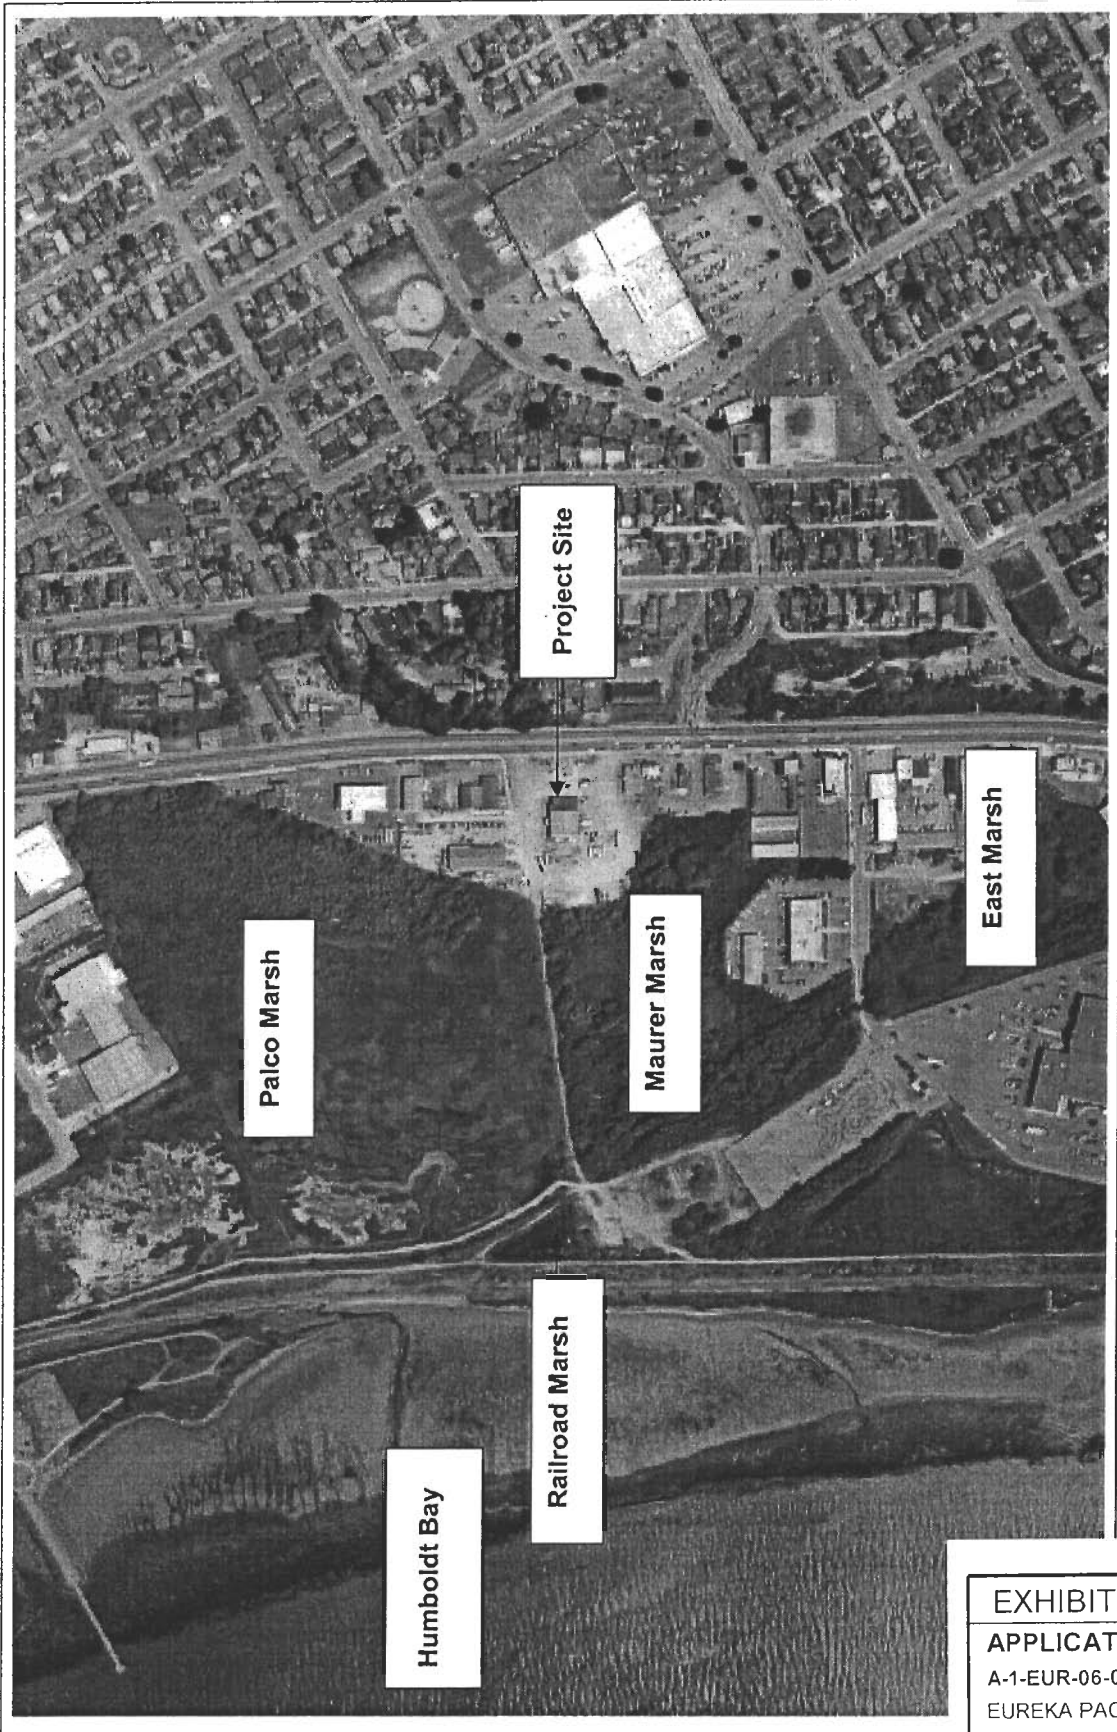 Project Site
Palco Marsh
Maurer Marsh
East Marsh
Railroad Marsh
Humboldt Bay
EXHIBIT
APPLICAT
A-1-EUR-06-0
EUREKA PAC